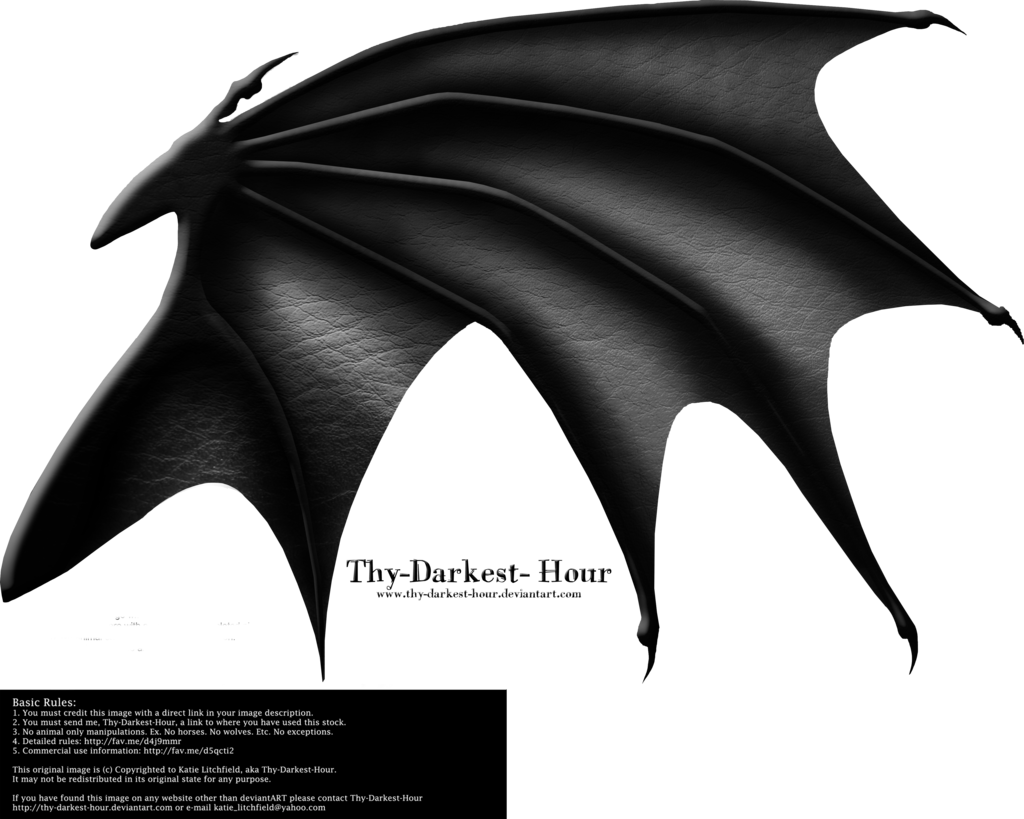 Thy-Darkest- Hour
www.thy-darkest-hour.deviantart.com
Basic Rules:
1. You must credit this image with a direct link in your image description.
2. You must send me, Thy-Darkest-Hour, a link to where you have used this stock.
3. No animal only manipulations. Ex. No horses. No wolves. Etc. No exceptions.
4. Detailed rules: http://fav.me/d4j9mmr
5. Commercial use information: http://fav.me/d5qcti2
This original image is (c) Copyrighted to Katie Litchfield, aka Thy-Darkest-Hour.
It may not be redistributed in its original state for any purpose.
If you have found this image on any website other than deviantART please contact Thy-Darkest-Hour
http://thy-darkest-hour.deviantart.com or e-mail katie_litchfield@yahoo.com